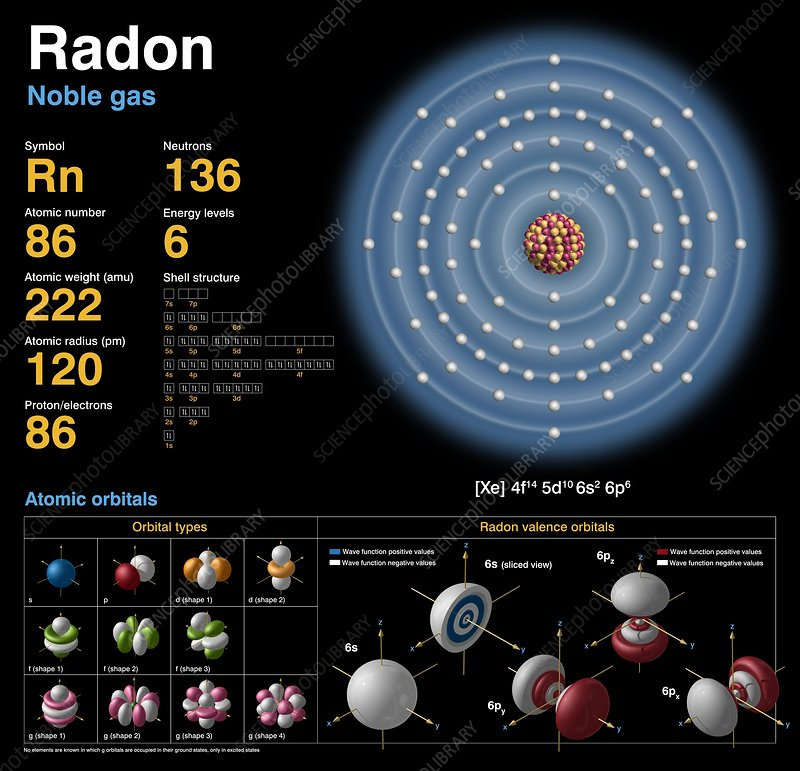 Radon
Noble gas
Symbol
Rn
Neutrons
136
Atomic number
86
Energy levels
6
Atomic weight (amu)
222
Shell structure
7s 7p
6s 6p 6d
5s 5p 5d 5f
4s 4p 4d 4f
3s 3p 3d
2s 2p
1s
Atomic radius (pm)
120
Proton/electrons
86
[Xe] 4f¹⁴ 5d¹⁰ 6s² 6p⁶
Atomic orbitals
Orbital types
s
p
d (shape 1)
d (shape 2)
f (shape 1)
f (shape 2)
f (shape 3)
g (shape 1)
g (shape 2)
g (shape 3)
g (shape 4)
Radon valence orbitals
Wave function positive values
Wave function negative values
6s (sliced view)
z
x
y
6s
z
x
y
6pz
z
x
y
Wave function positive values
Wave function negative values
6py
z
x
y
6px
z
x
y
No elements are known in which g orbitals are occupied in their ground states, only in excited states
SCIENCEphotoLIBRARY